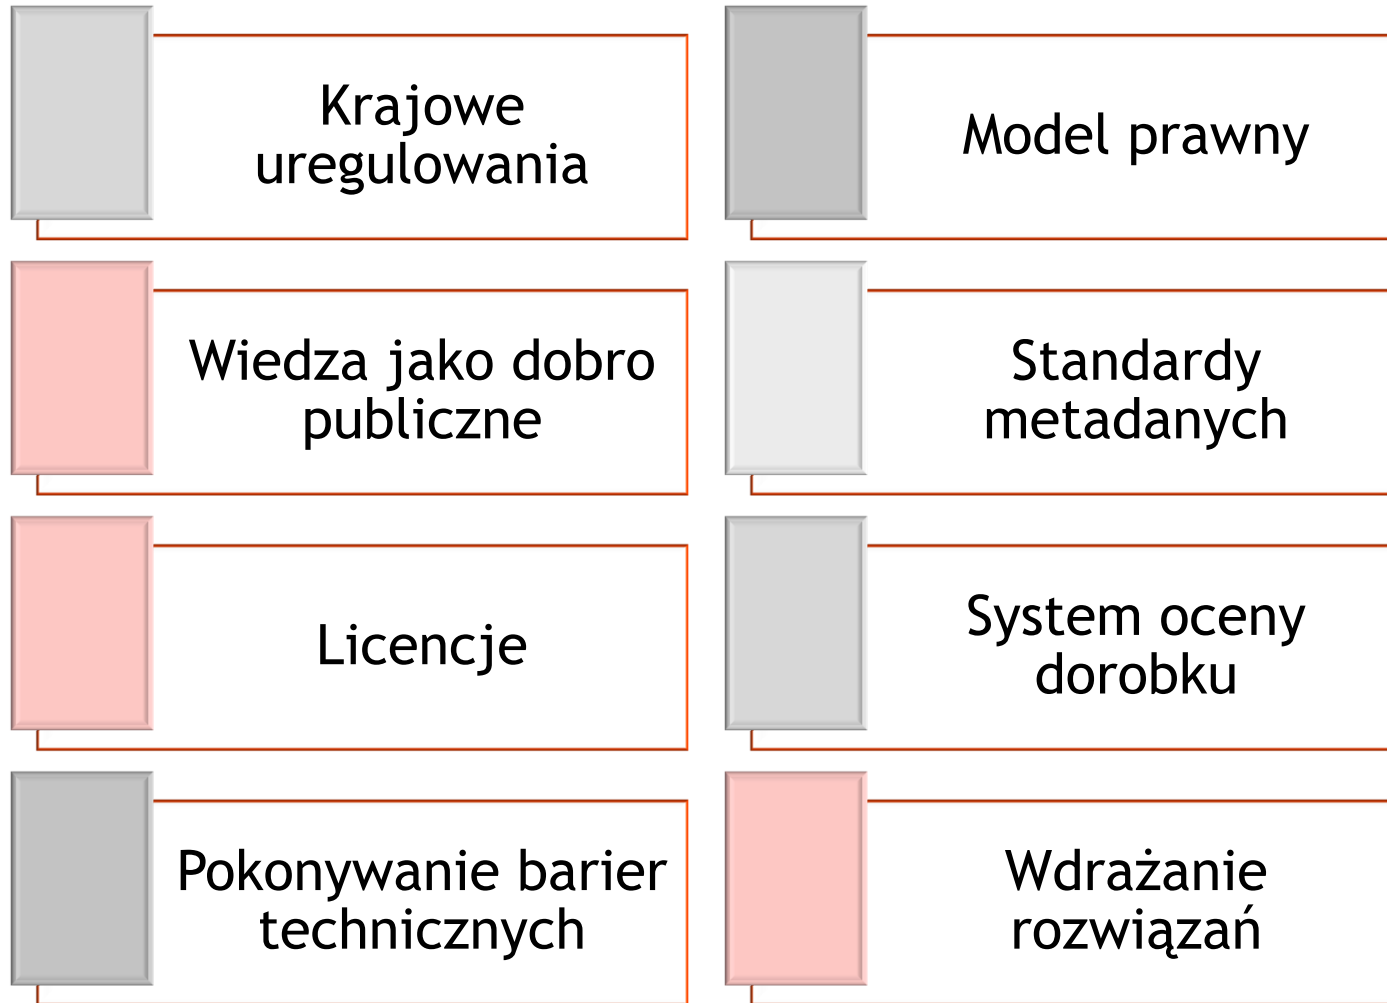 Krajowe
uregulowania
Model prawny
Wiedza jako dobro
publiczne
Standardy
metadanych
Licencje
System oceny
dorobku
Pokonywanie barier
technicznych
Wdrażanie
rozwiązań